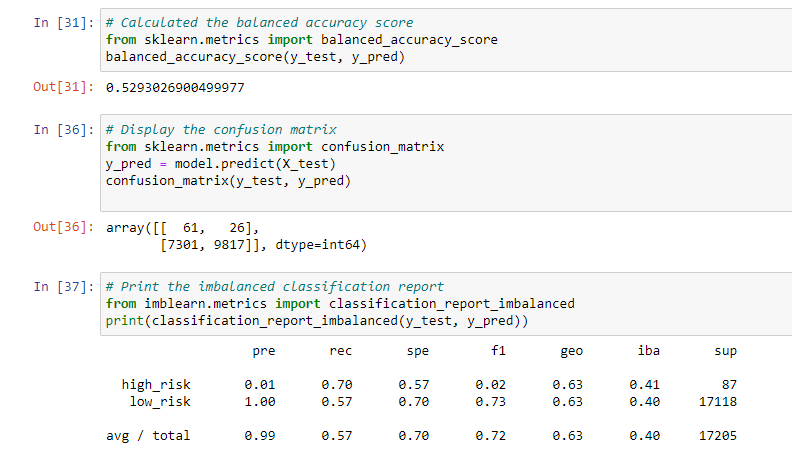 In [31]: # Calculated the balanced accuracy score
from sklearn.metrics import balanced_accuracy_score
balanced_accuracy_score(y_test, y_pred)
Out[31]: 0.5293026900499977
In [36]: # Display the confusion matrix
from sklearn.metrics import confusion_matrix
y_pred = model.predict(X_test)
confusion_matrix(y_test, y_pred)
Out[36]: array([[  61,   26],
       [7301, 9817]], dtype=int64)
In [37]: # Print the imbalanced classification report
from imblearn.metrics import classification_report_imbalanced
print(classification_report_imbalanced(y_test, y_pred))
pre rec spe f1 geo iba sup
high_risk 0.01 0.70 0.57 0.02 0.63 0.41 87
low_risk 1.00 0.57 0.70 0.73 0.63 0.40 17118
avg / total 0.99 0.57 0.70 0.72 0.63 0.40 17205